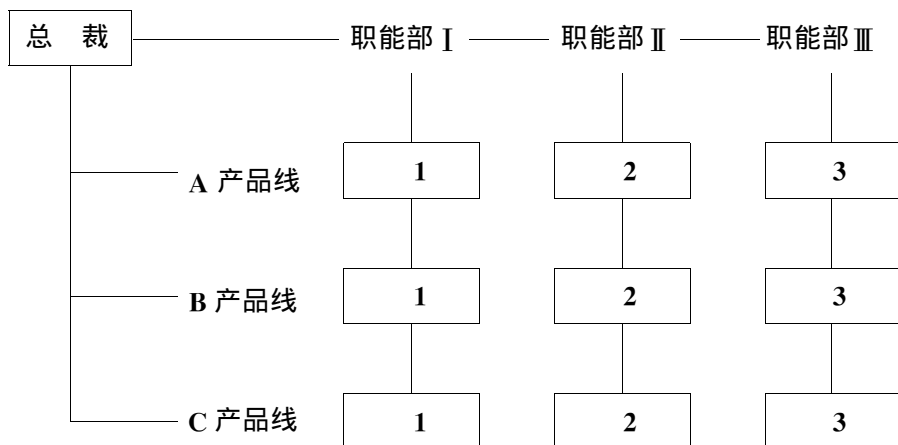 总 裁 职能部Ⅰ 职能部Ⅱ 职能部Ⅲ
A 产品线 1 2 3
B 产品线 1 2 3
C 产品线 1 2 3